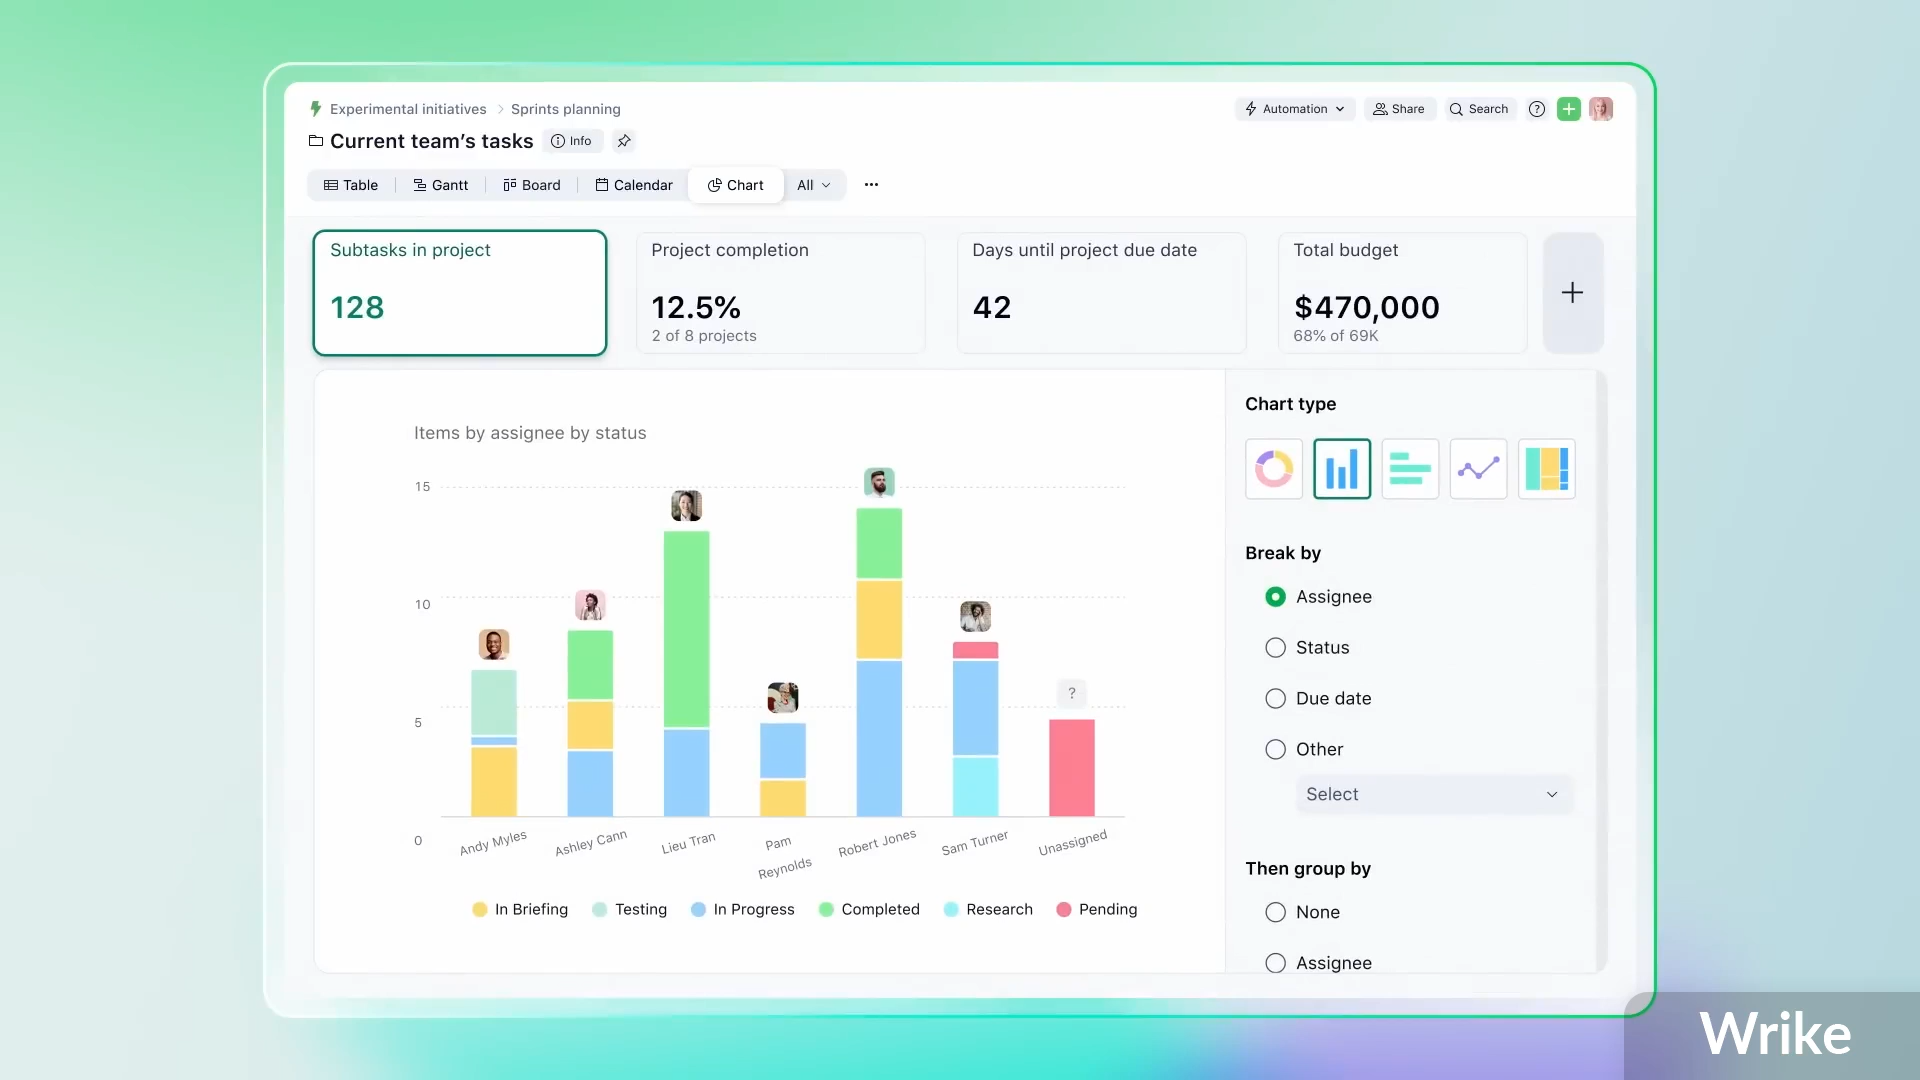 Experimental initiatives > Sprints planning
Automation
Share
Search
?
Current team's tasks
Info
Table
Gantt
Board
Calendar
Chart
All
Subtasks in project
128
Project completion
12.5%
2 of 8 projects
Days until project due date
42
Total budget
$470,000
68% of 69K
Items by assignee by status
15
10
5
0
?
Andy Myles
Ashley Cann
Lieu Tran
Pam
Reynolds
Robert Jones
Sam Turner
Unassigned
In Briefing
Testing
In Progress
Completed
Research
Pending
Chart type
Break by
Assignee
Status
Due date
Other
Select
Then group by
None
Assignee
Wrike